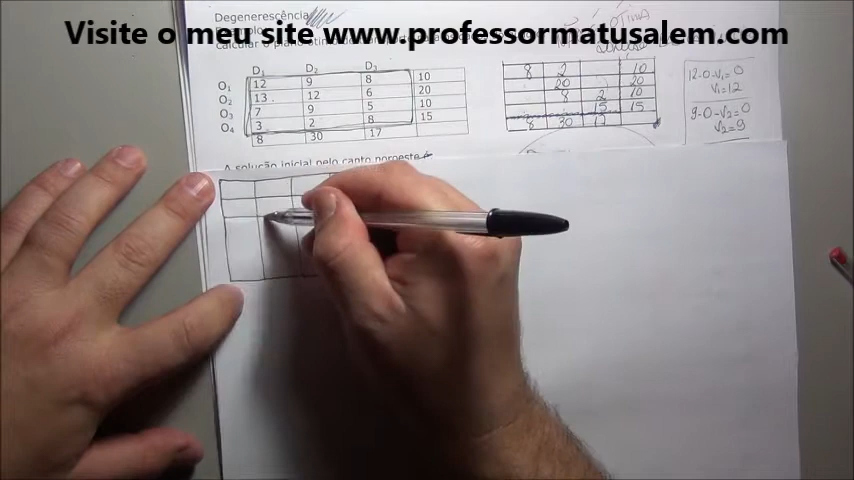 Degenerescência
Visite o meu site www.professormatusalem.com
D1 D2 D3
O1 12 9 8 10
O2 13 12 6 20
O3 7 9 5 10
O4 3 2 8 15
8 30 17
8 2 10
20 20
8 2 10
15 15
8 30 17
12-0-V1=0
V1=12
9-0-V2=0
V2=9
A solução inicial pelo canto noroeste é